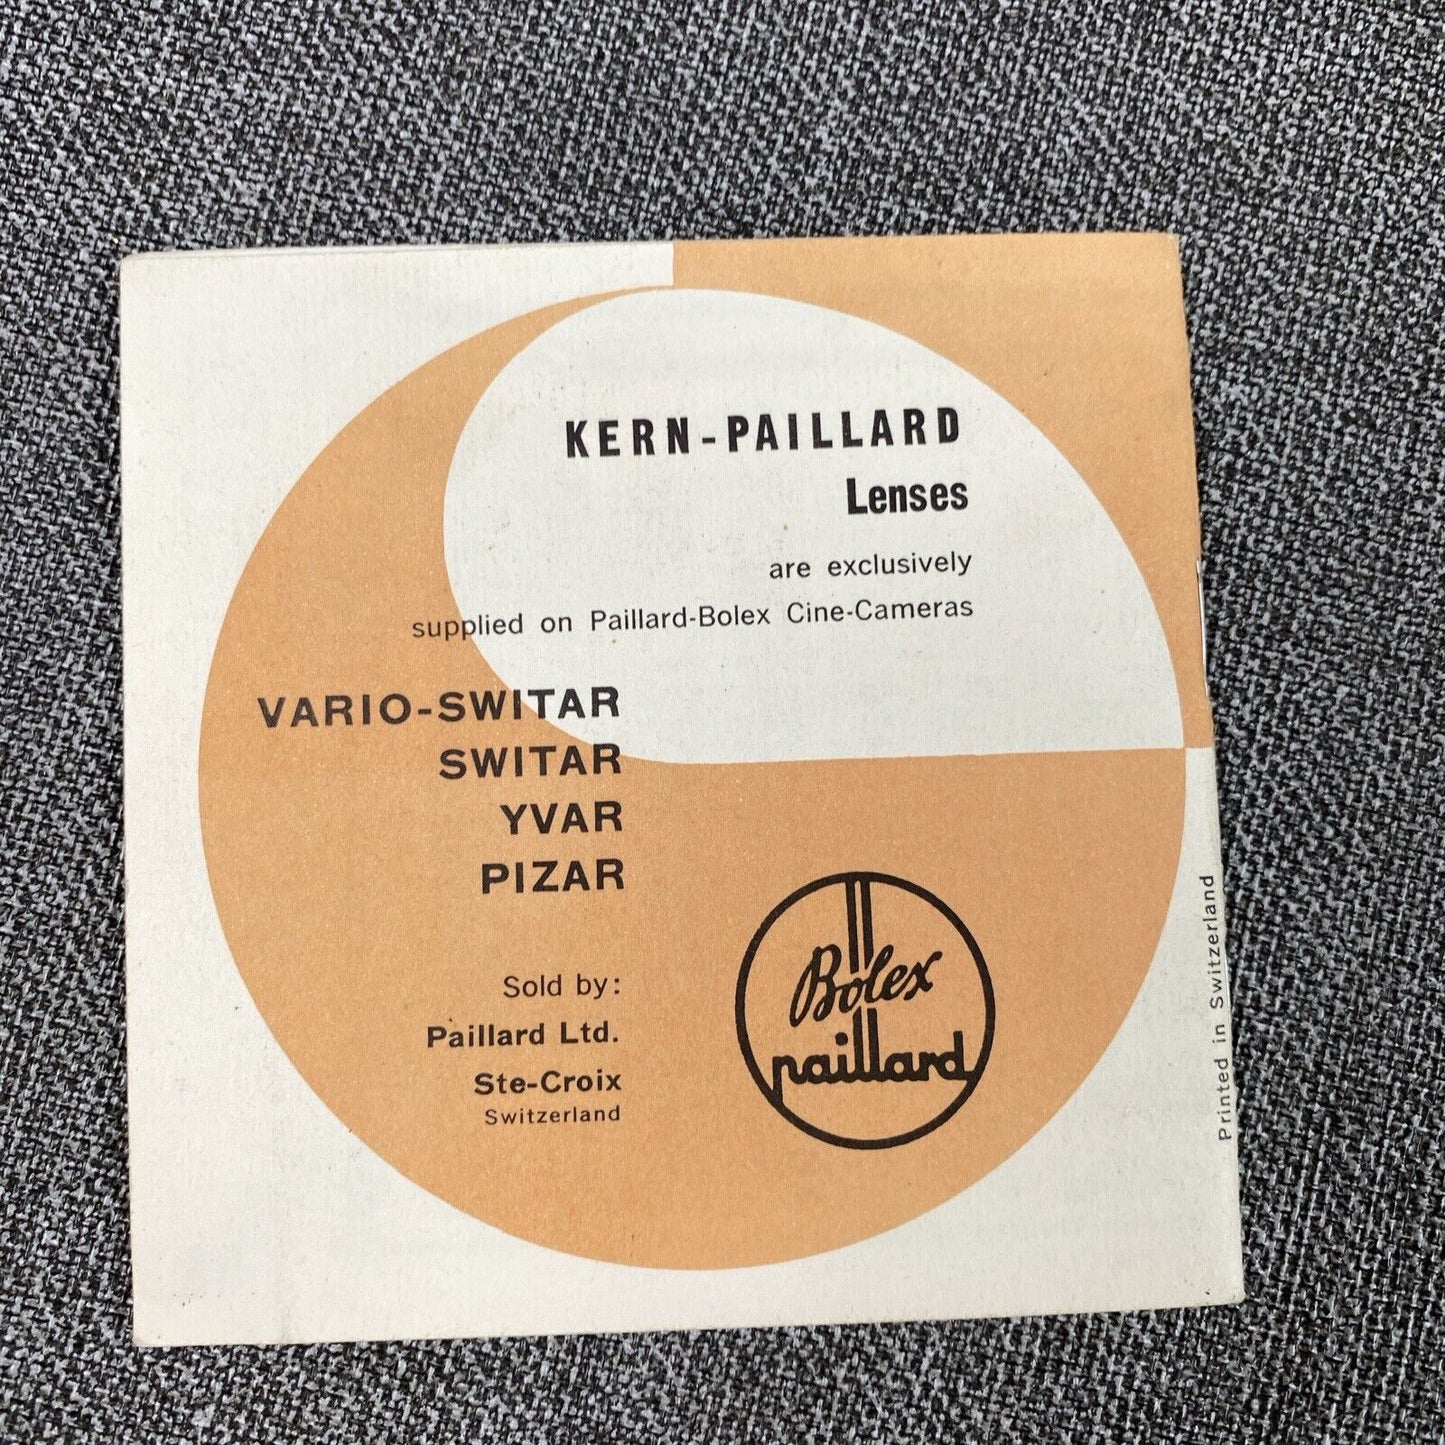 KERN-PAILLARD
Lenses
are exclusively
supplied on Paillard-Bolex Cine-Cameras
VARIO-SWITAR
SWITAR
YVAR
PIZAR
Sold by:
Paillard Ltd.
Ste-Croix
Switzerland
Bolex
paillard
Printed in Switzerland